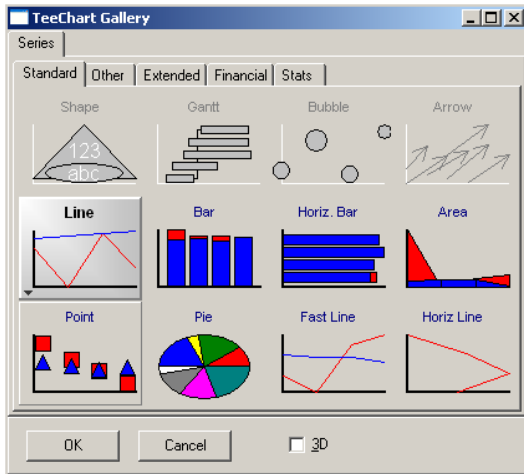 TeeChart Gallery
Series
Standard Other Extended Financial Stats
Shape Gantt Bubble Arrow
123
abc
Line Bar Horiz. Bar Area
Point Pie Fast Line Horiz Line
OK Cancel 3D